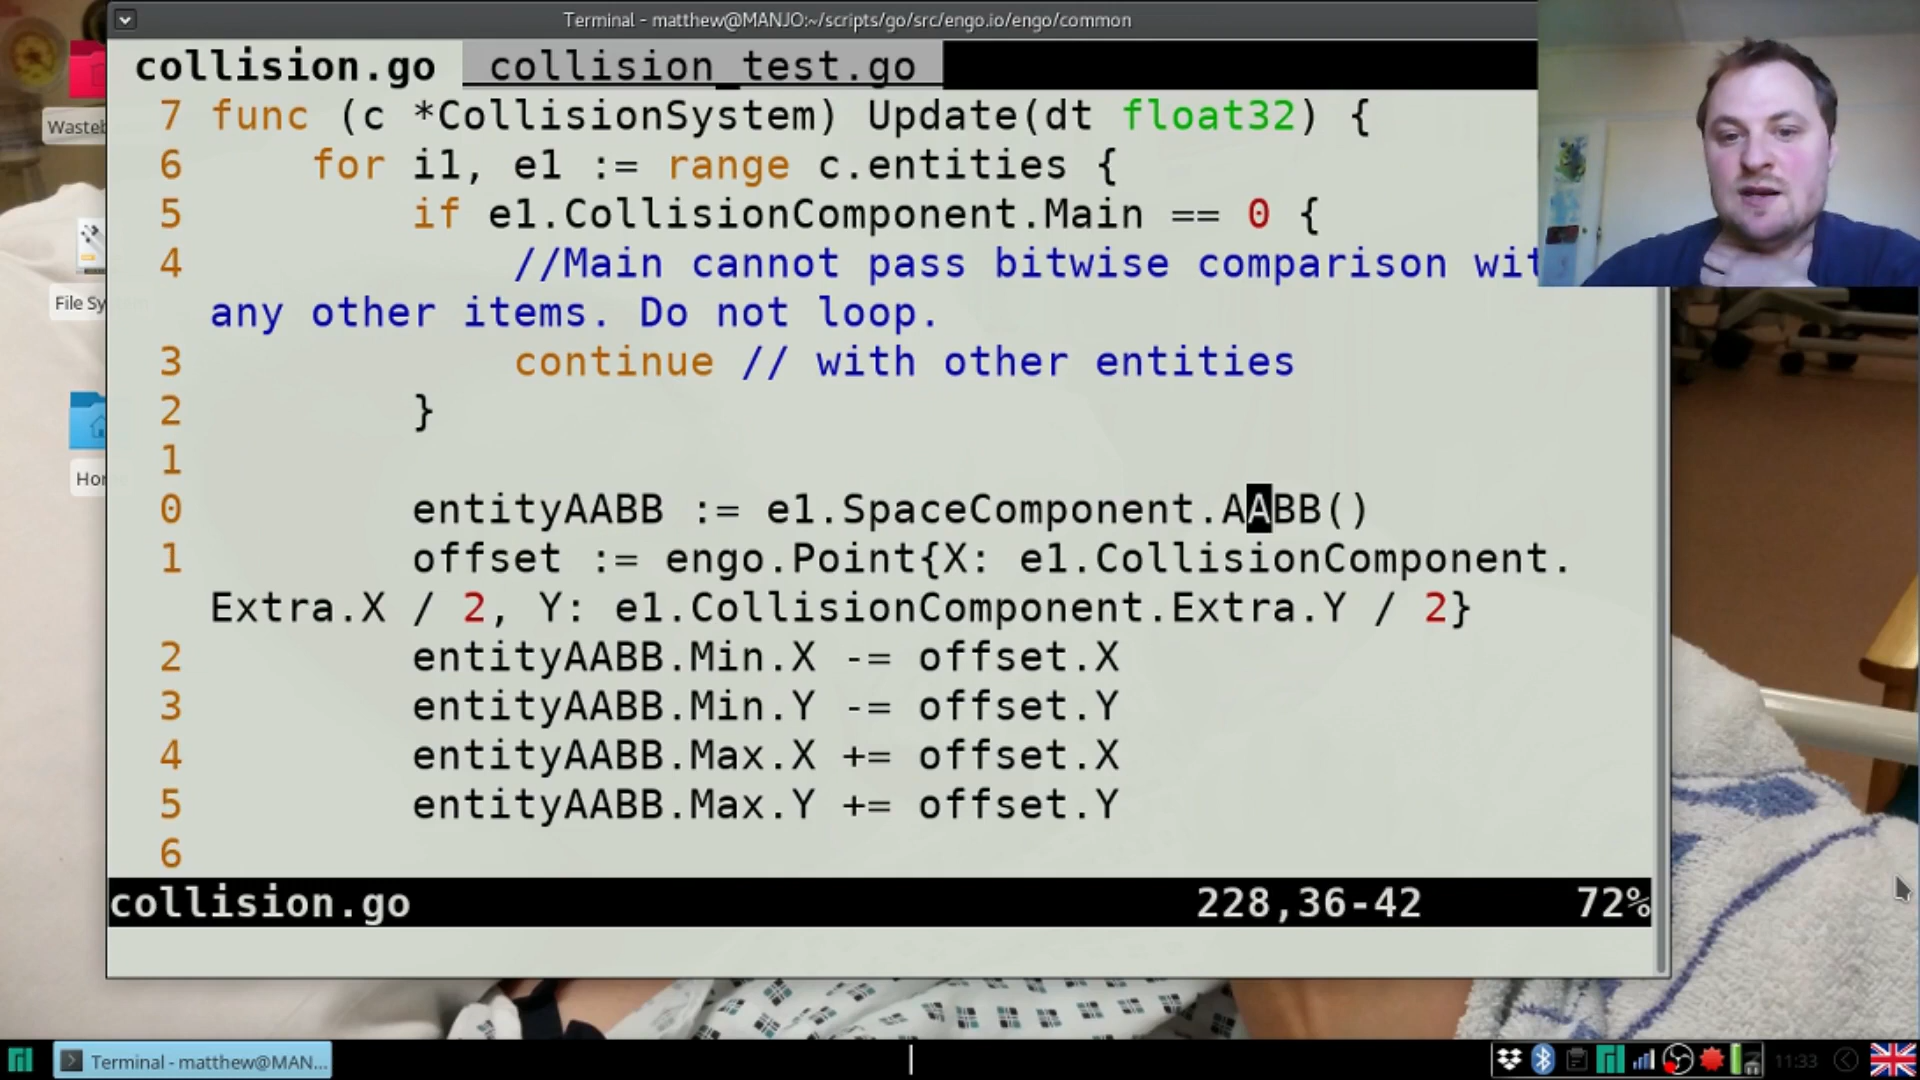 Terminal - matthew@MANJO:~/scripts/go/src/engo.io/engo/common
collision.go collision_test.go
7 func (c *CollisionSystem) Update(dt float32) {
6 for i1, e1 := range c.entities {
5 if e1.CollisionComponent.Main == 0 {
4 //Main cannot pass bitwise comparison wit
any other items. Do not loop.
3 continue // with other entities
2 }
1
0 entityAABB := e1.SpaceComponent.AABB()
1 offset := engo.Point{X: e1.CollisionComponent.
Extra.X / 2, Y: e1.CollisionComponent.Extra.Y / 2}
2 entityAABB.Min.X -= offset.X
3 entityAABB.Min.Y -= offset.Y
4 entityAABB.Max.X += offset.X
5 entityAABB.Max.Y += offset.Y
6
collision.go 228,36-42 72%
Wasteb
File Sy
Hom
Terminal - matthew@MAN...
11:33